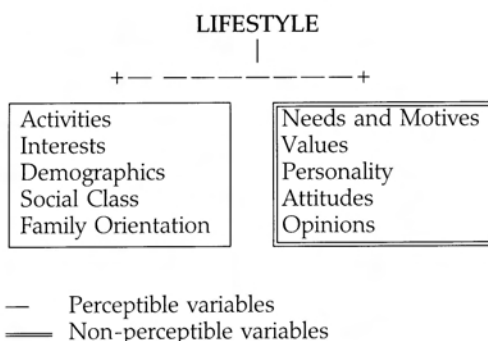 LIFESTYLE
Activities
Interests
Demographics
Social Class
Family Orientation
Needs and Motives
Values
Personality
Attitudes
Opinions
Perceptible variables
Non-perceptible variables